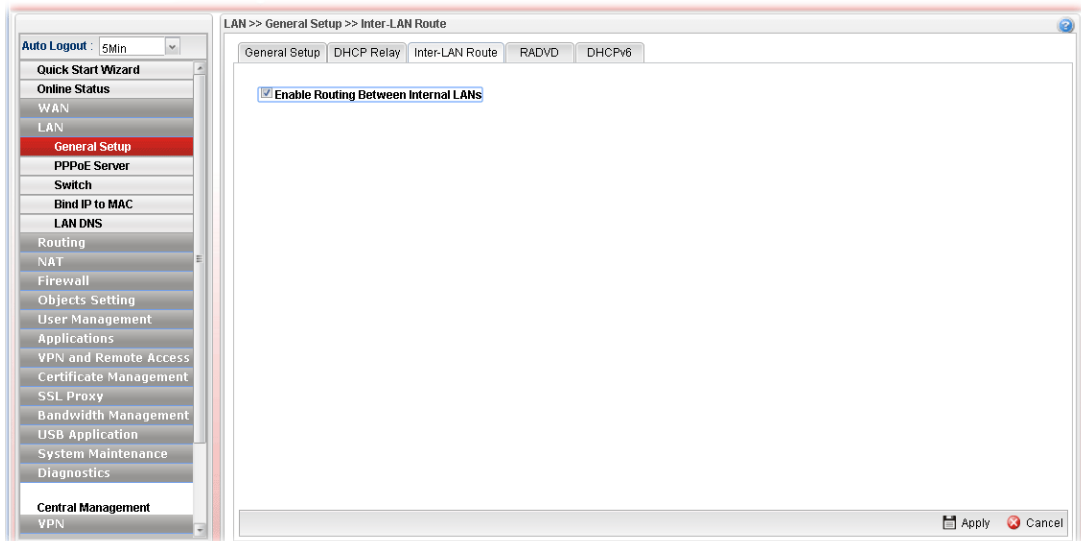 LAN >> General Setup >> Inter-LAN Route
Auto Logout : 5Min
General Setup DHCP Relay Inter-LAN Route RADVD DHCPv6
Quick Start Wizard
Online Status
WAN
LAN
General Setup
PPPoE Server
Switch
Bind IP to MAC
LAN DNS
Routing
NAT
Firewall
Objects Setting
User Management
Applications
VPN and Remote Access
Certificate Management
SSL Proxy
Bandwidth Management
USB Application
System Maintenance
Diagnostics
Central Management
VPN
Enable Routing Between Internal LANs
Apply Cancel